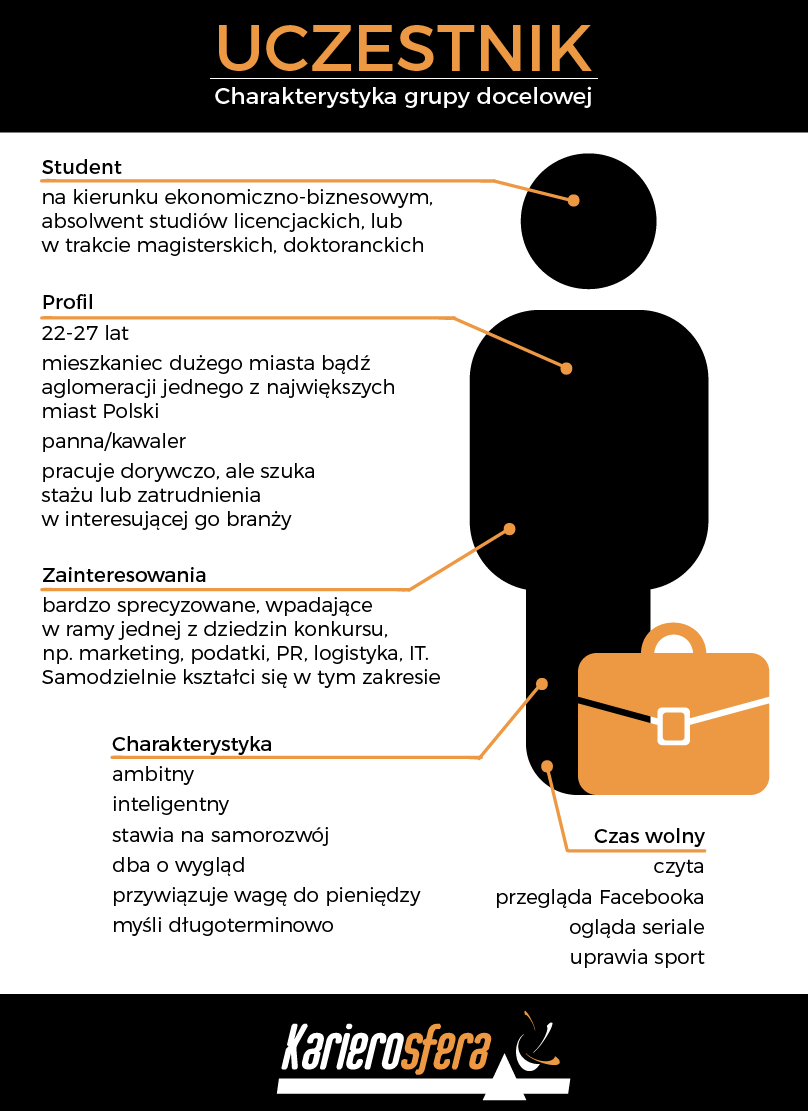 UCZESTNIK
Charakterystyka grupy docelowej
Student
na kierunku ekonomiczno-biznesowym,
absolwent studiów licencjackich, lub
w trakcie magisterskich, doktoranckich
Profil
22-27 lat
mieszkaniec dużego miasta bądź
aglomeracji jednego z największych
miast Polski
panna/kawaler
pracuje dorywczo, ale szuka
stażu lub zatrudnienia
w interesującej go branży
Zainteresowania
bardzo sprecyzowane, wpadające
w ramy jednej z dziedzin konkursu,
np. marketing, podatki, PR, logistyka, IT.
Samodzielnie kształci się w tym zakresie
Charakterystyka
ambitny
inteligentny
stawia na samorozwój
dba o wygląd
przywiązuje wagę do pieniędzy
myśli długoterminowo
Czas wolny
czyta
przegląda Facebooka
ogląda seriale
uprawia sport
Karierosfera